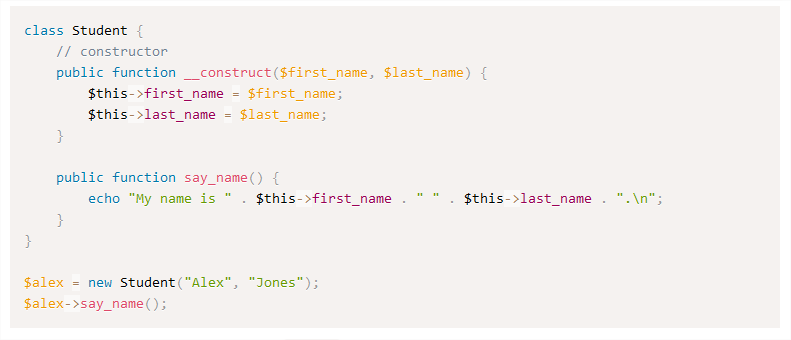 class Student {
    // constructor
    public function __construct($first_name, $last_name) {
        $this->first_name = $first_name;
        $this->last_name = $last_name;
    }

    public function say_name() {
        echo "My name is " . $this->first_name . " " . $this->last_name . ".\n";
    }
}

$alex = new Student("Alex", "Jones");
$alex->say_name();